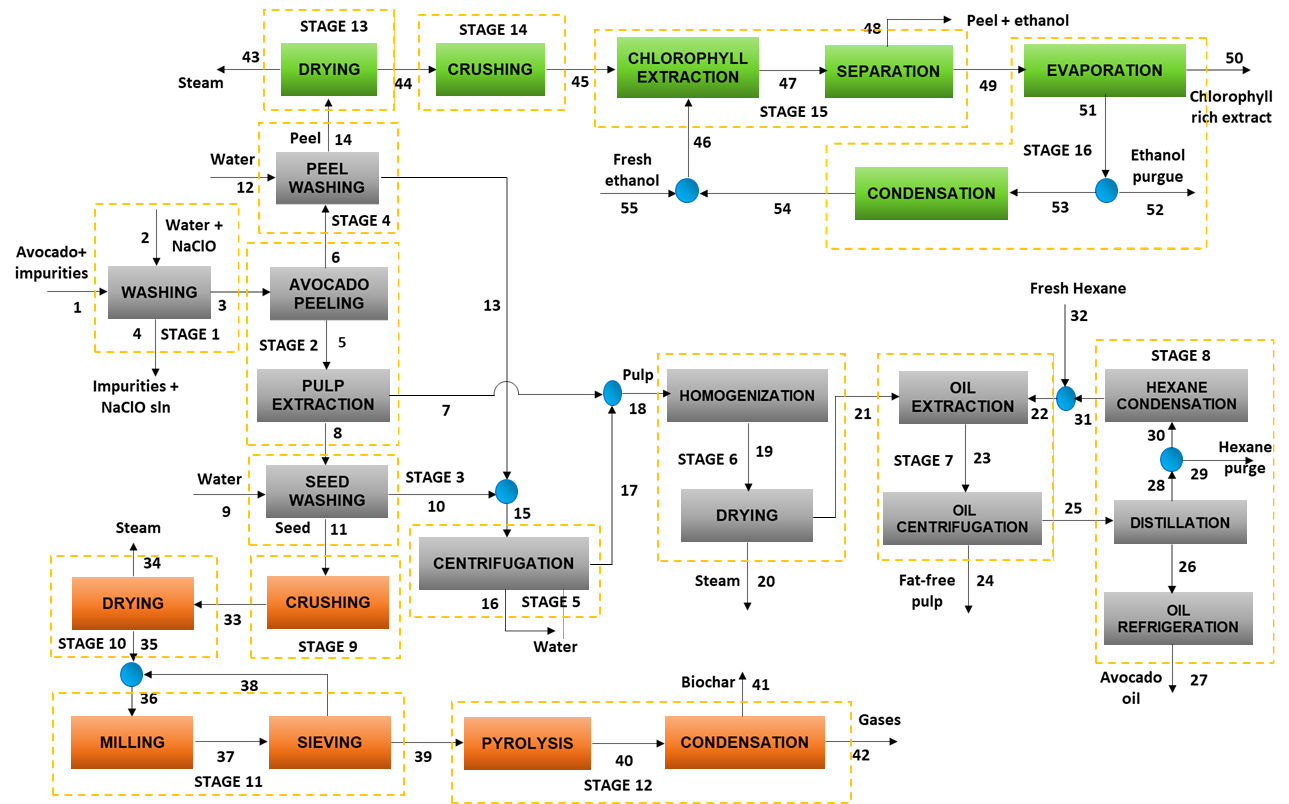 STAGE 13
43
DRYING
Steam
44
STAGE 14
CRUSHING
45
CHLOROPHYLL
EXTRACTION
47
STAGE 15
48
Peel + ethanol
SEPARATION
49
EVAPORATION
50
Chlorophyll
rich extract
51
STAGE 16
Ethanol
purgue
52
53
CONDENSATION
54
46
Fresh
ethanol
55
Peel
14
Water
12
PEEL
WASHING
STAGE 4
6
2
Water +
NaClO
Avocado+
impurities
1
WASHING
3
4
STAGE 1
Impurities +
NaClO sln
AVOCADO
PEELING
STAGE 2
5
PULP
EXTRACTION
7
8
13
Water
9
SEED
WASHING
STAGE 3
10
Seed
11
15
CENTRIFUGATION
16
STAGE 5
Water
17
Pulp
18
HOMOGENIZATION
STAGE 6
19
DRYING
Steam
20
21
OIL
EXTRACTION
22
STAGE 7
23
OIL
CENTRIFUGATION
Fat-free
pulp
24
25
Fresh Hexane
32
31
STAGE 8
HEXANE
CONDENSATION
30
Hexane
purge
29
28
DISTILLATION
26
OIL
REFRIGERATION
Avocado
oil
27
Steam
34
DRYING
33
CRUSHING
STAGE 9
STAGE 10
35
36
38
MILLING
37
SIEVING
STAGE 11
39
PYROLYSIS
40
STAGE 12
CONDENSATION
Biochar
41
Gases
42